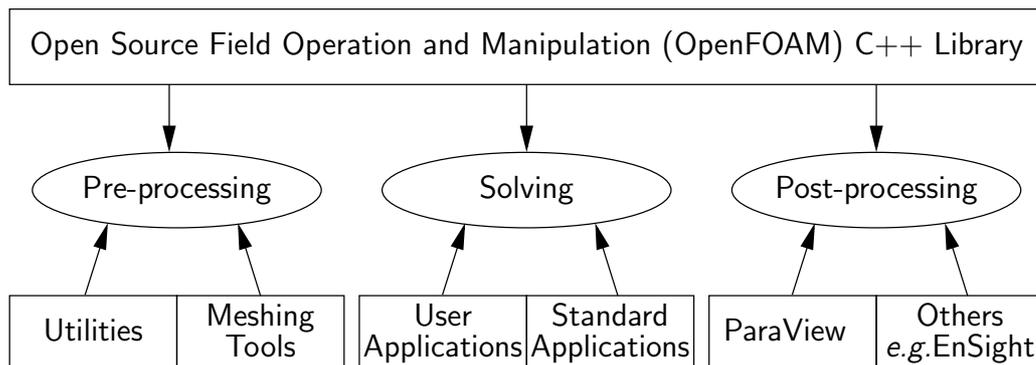 Open Source Field Operation and Manipulation (OpenFOAM) C++ Library
Pre-processing
Solving
Post-processing
Utilities
Meshing
Tools
User
Applications
Standard
Applications
ParaView
Others
e.g.EnSight